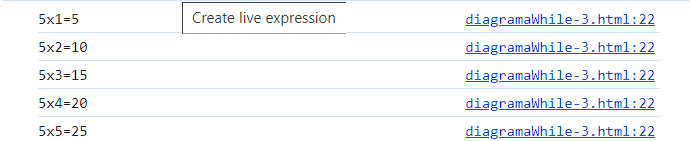 Create live expression
5x1=5 diagramaWhile-3.html:22
5x2=10 diagramaWhile-3.html:22
5x3=15 diagramaWhile-3.html:22
5x4=20 diagramaWhile-3.html:22
5x5=25 diagramaWhile-3.html:22